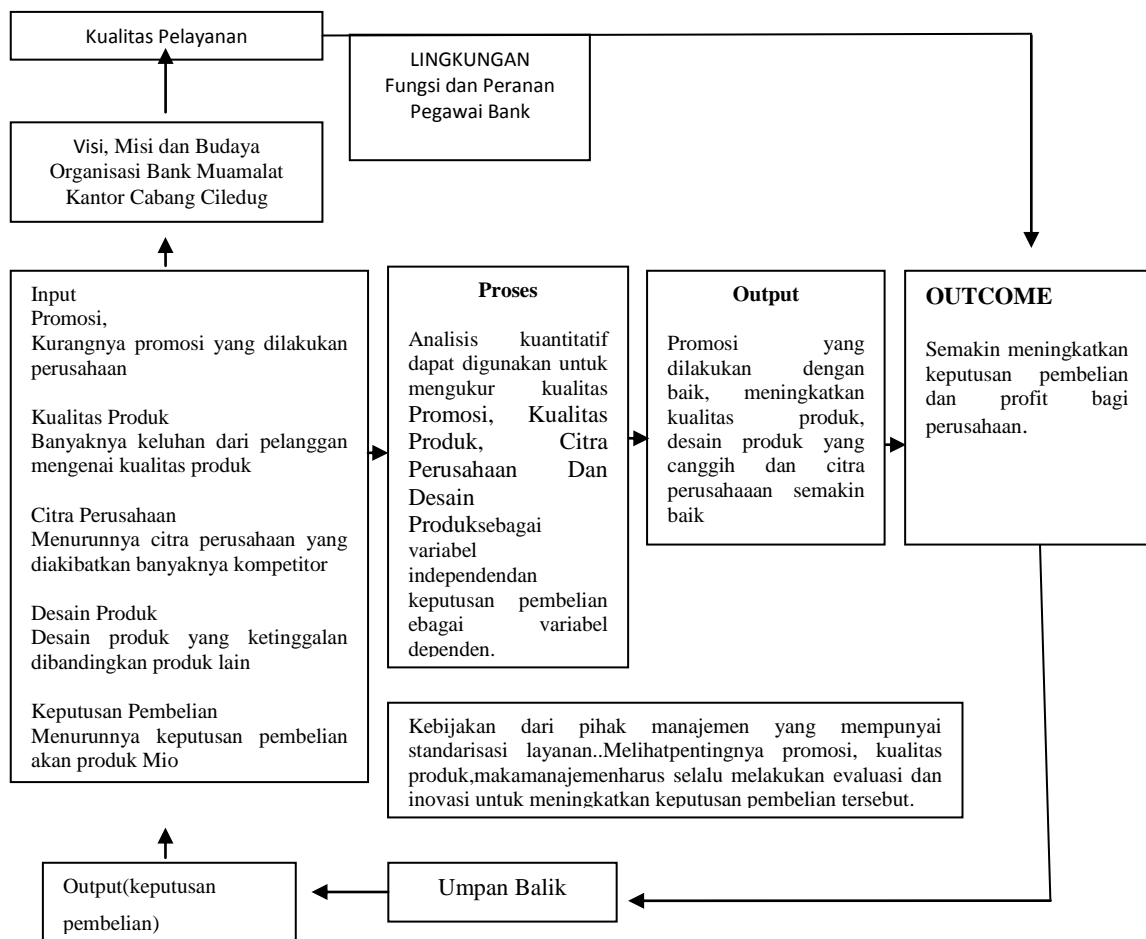 Kualitas Pelayanan
LINGKUNGAN
Fungsi dan Peranan
Pegawai Bank
Visi, Misi dan Budaya
Organisasi Bank Muamalat
Kantor Cabang Ciledug
Input
Promosi,
Kurangnya promosi yang dilakukan
perusahaan
Kualitas Produk
Banyaknya keluhan dari pelanggan
mengenai kualitas produk
Citra Perusahaan
Menurunnya citra perusahaan yang
diakibatkan banyaknya kompetitor
Desain Produk
Desain produk yang ketinggalan
dibandingkan produk lain
Keputusan Pembelian
Menurunnya keputusan pembelian
akan produk Mio
Proses
Analisis kuantitatif
dapat digunakan untuk
mengukur kualitas
Promosi, Kualitas
Produk, Citra
Perusahaan Dan
Desain
Produksebagai
variabel
independendan
keputusan pembelian
ebagai variabel
dependen.
Output
Promosi yang
dilakukan dengan
baik, meningkatkan
kualitas produk,
desain produk yang
canggih dan citra
perusahaaan semakin
baik
OUTCOME
Semakin meningkatkan
keputusan pembelian
dan profit bagi
perusahaan.
Kebijakan dari pihak manajemen yang mempunyai
standarisasi layanan..Melihatpentingnya promosi, kualitas
produk,makamanajemenharus selalu melakukan evaluasi dan
inovasi untuk meningkatkan keputusan pembelian tersebut.
Output(keputusan
pembelian)
Umpan Balik